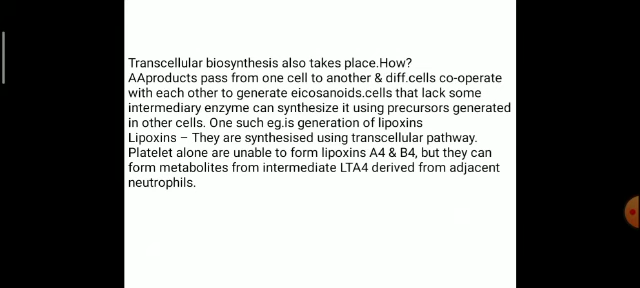 Transcellular biosynthesis also takes place.How?
AAproducts pass from one cell to another & diff.cells co-operate
with each other to generate eicosanoids.cells that lack some
intermediary enzyme can synthesize it using precursors generated
in other cells. One such eg.is generation of lipoxins
Lipoxins – They are synthesised using transcellular pathway.
Platelet alone are unable to form lipoxins A4 & B4, but they can
form metabolites from intermediate LTA4 derived from adjacent
neutrophils.